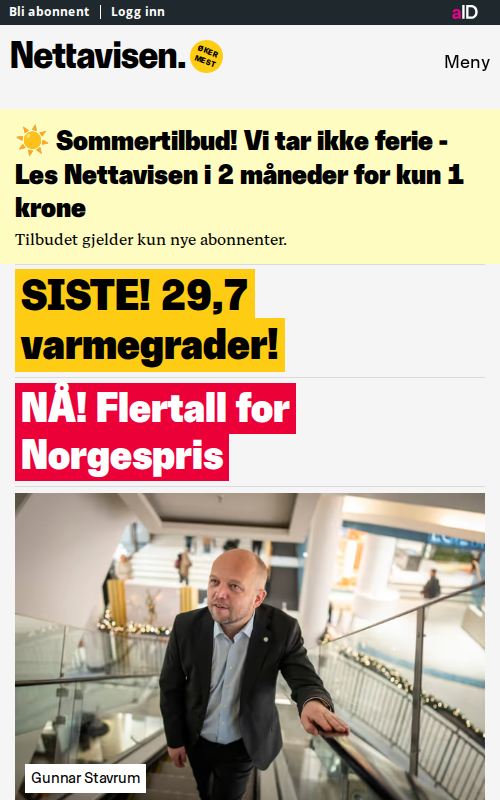 Bli abonnent | Logg inn
aID
Nettavisen.
ØKER
MEST
Meny
☀️ Sommertilbud! Vi tar ikke ferie -
Les Nettavisen i 2 måneder for kun 1
krone
Tilbudet gjelder kun nye abonnenter.
SISTE! 29,7
varmegrader!
NÅ! Flertall for
Norgespris
Gunnar Stavrum